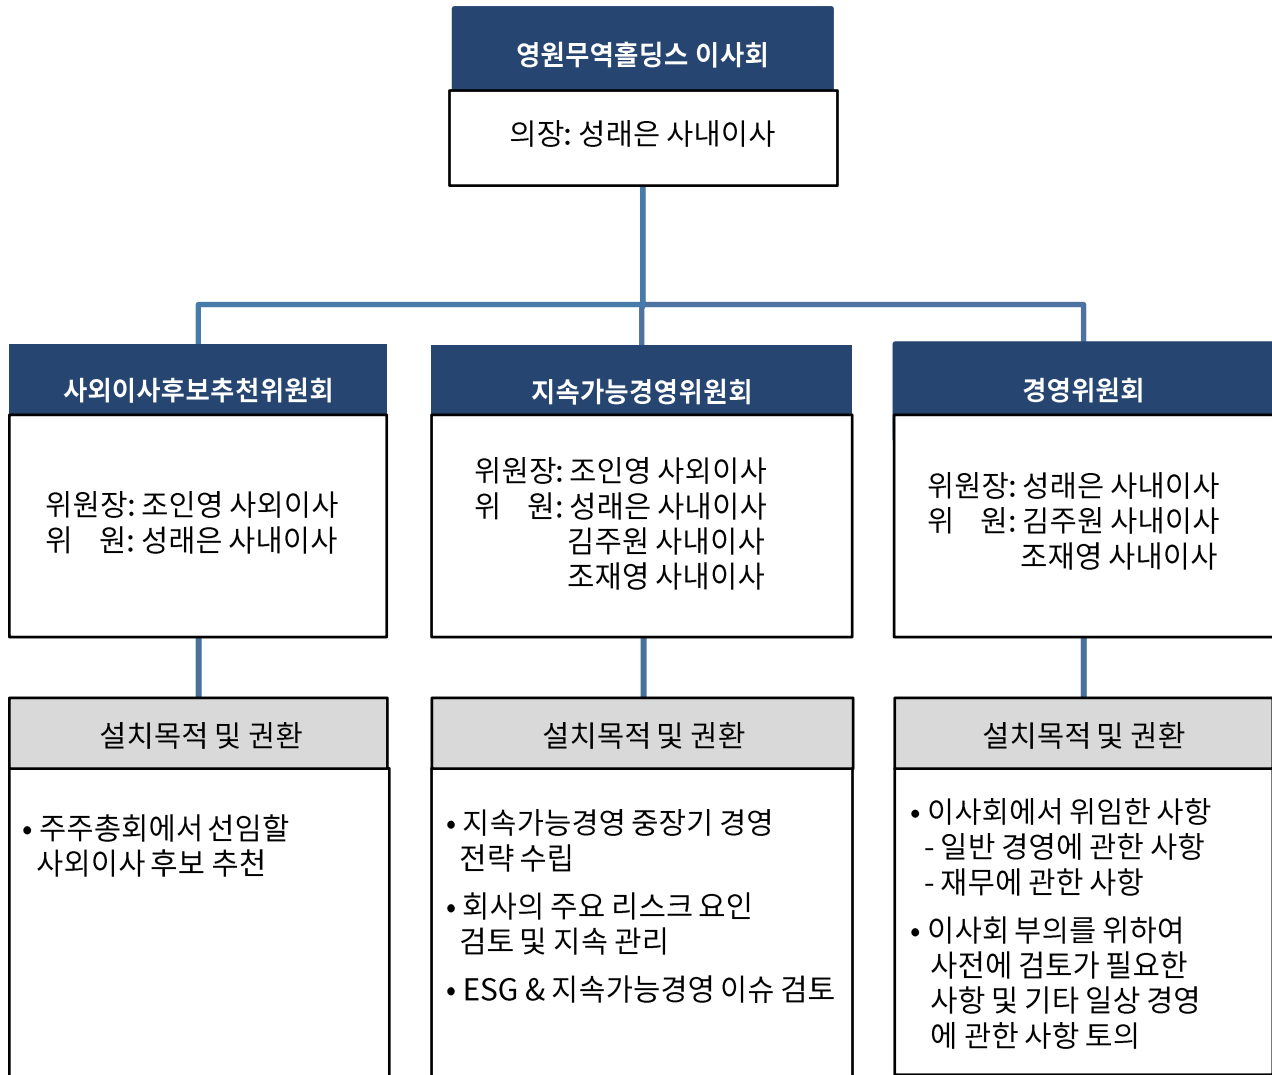 영원무역홀딩스 이사회
의장: 성래은 사내이사
사외이사후보추천위원회
위원장: 조인영 사외이사
위 원: 성래은 사내이사
설치목적 및 권환
• 주주총회에서 선임할
사외이사 후보 추천
지속가능경영위원회
위원장: 조인영 사외이사
위 원: 성래은 사내이사
김주원 사내이사
조재영 사내이사
설치목적 및 권환
• 지속가능경영 중장기 경영
전략 수립
• 회사의 주요 리스크 요인
검토 및 지속 관리
• ESG & 지속가능경영 이슈 검토
경영위원회
위원장: 성래은 사내이사
위 원: 김주원 사내이사
조재영 사내이사
설치목적 및 권환
• 이사회에서 위임한 사항
- 일반 경영에 관한 사항
- 재무에 관한 사항
• 이사회 부의를 위하여
사전에 검토가 필요한
사항 및 기타 일상 경영
에 관한 사항 토의